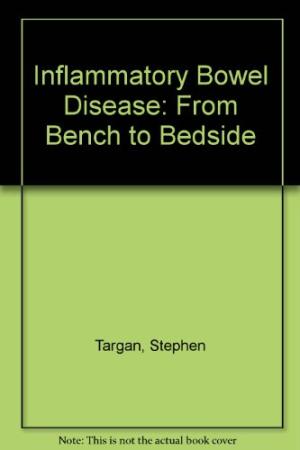 Inflammatory Bowel
Disease: From
Bench to Bedside
Targan, Stephen
Note: This is not the actual book cover